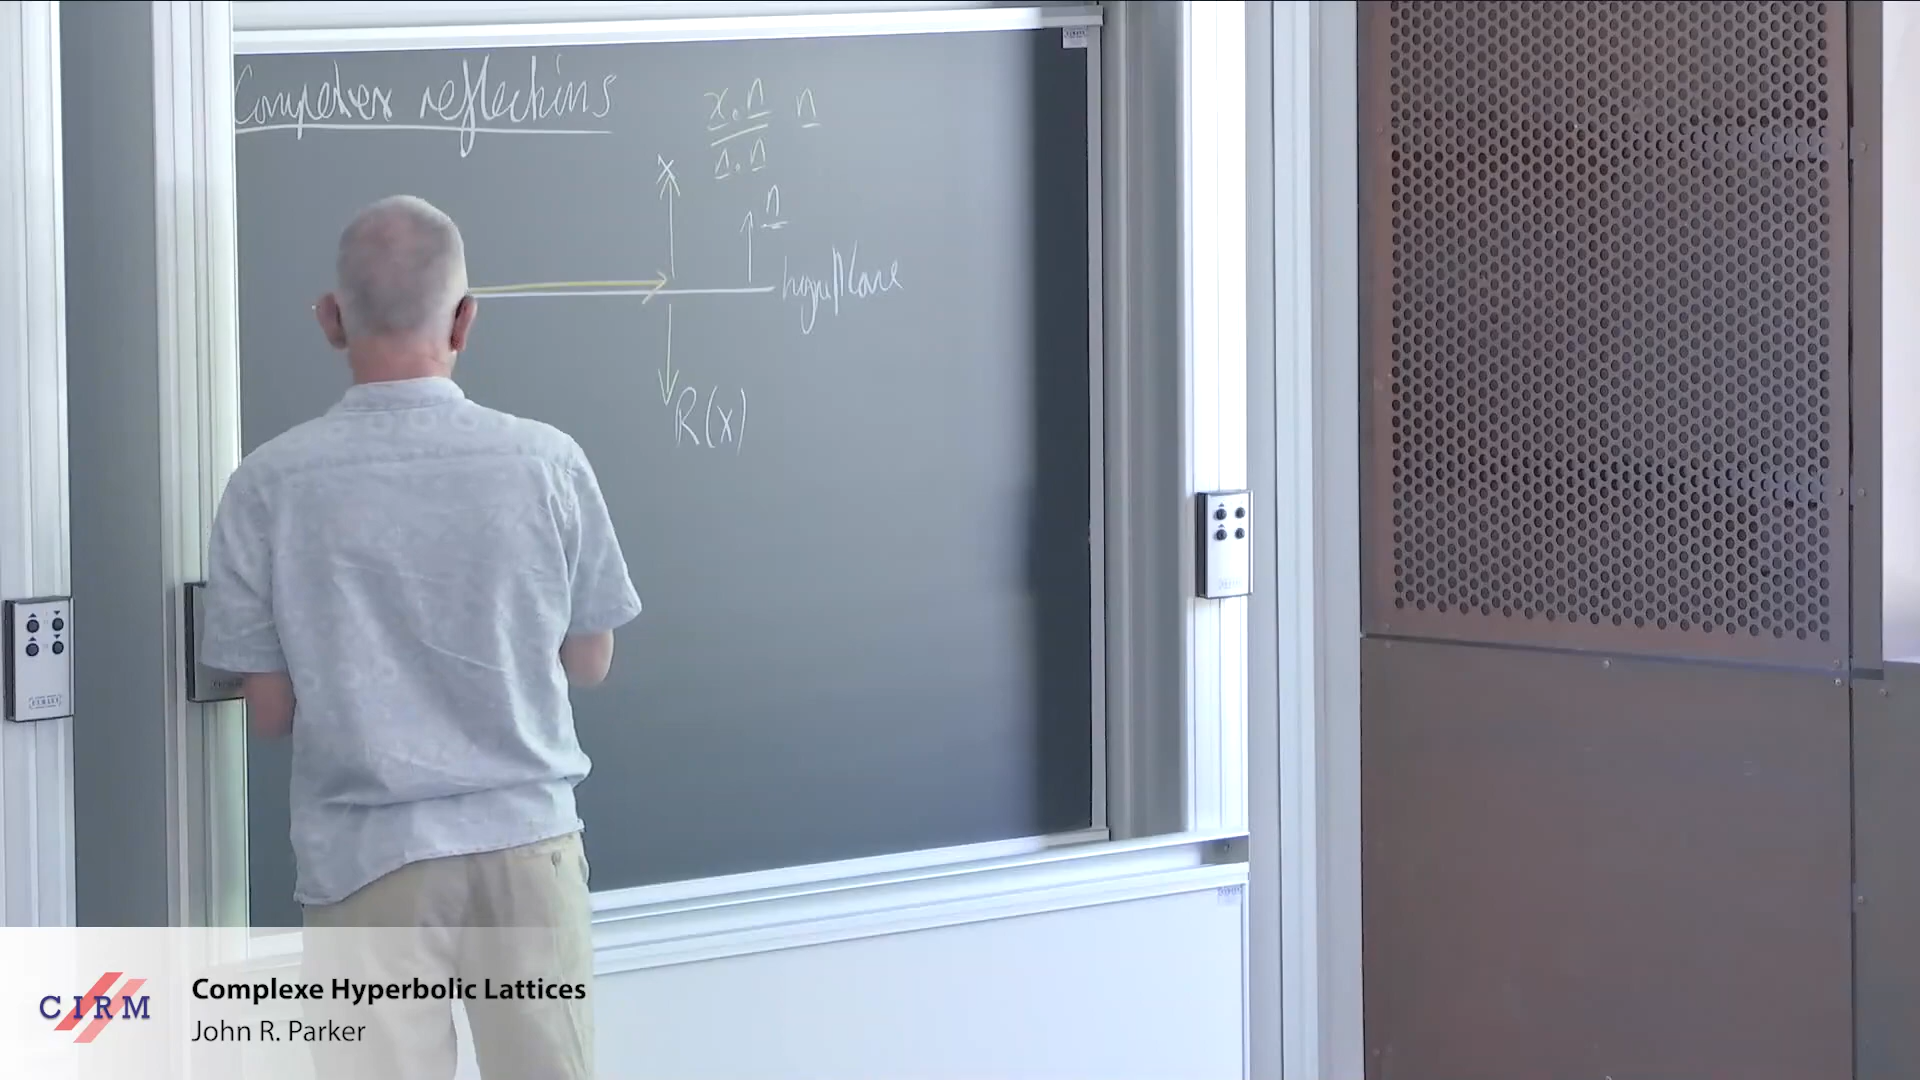 Complex reflections
x . n n
n . n
x
n
hyperplane
R(x)
CIRM
Complexe Hyperbolic Lattices
John R. Parker